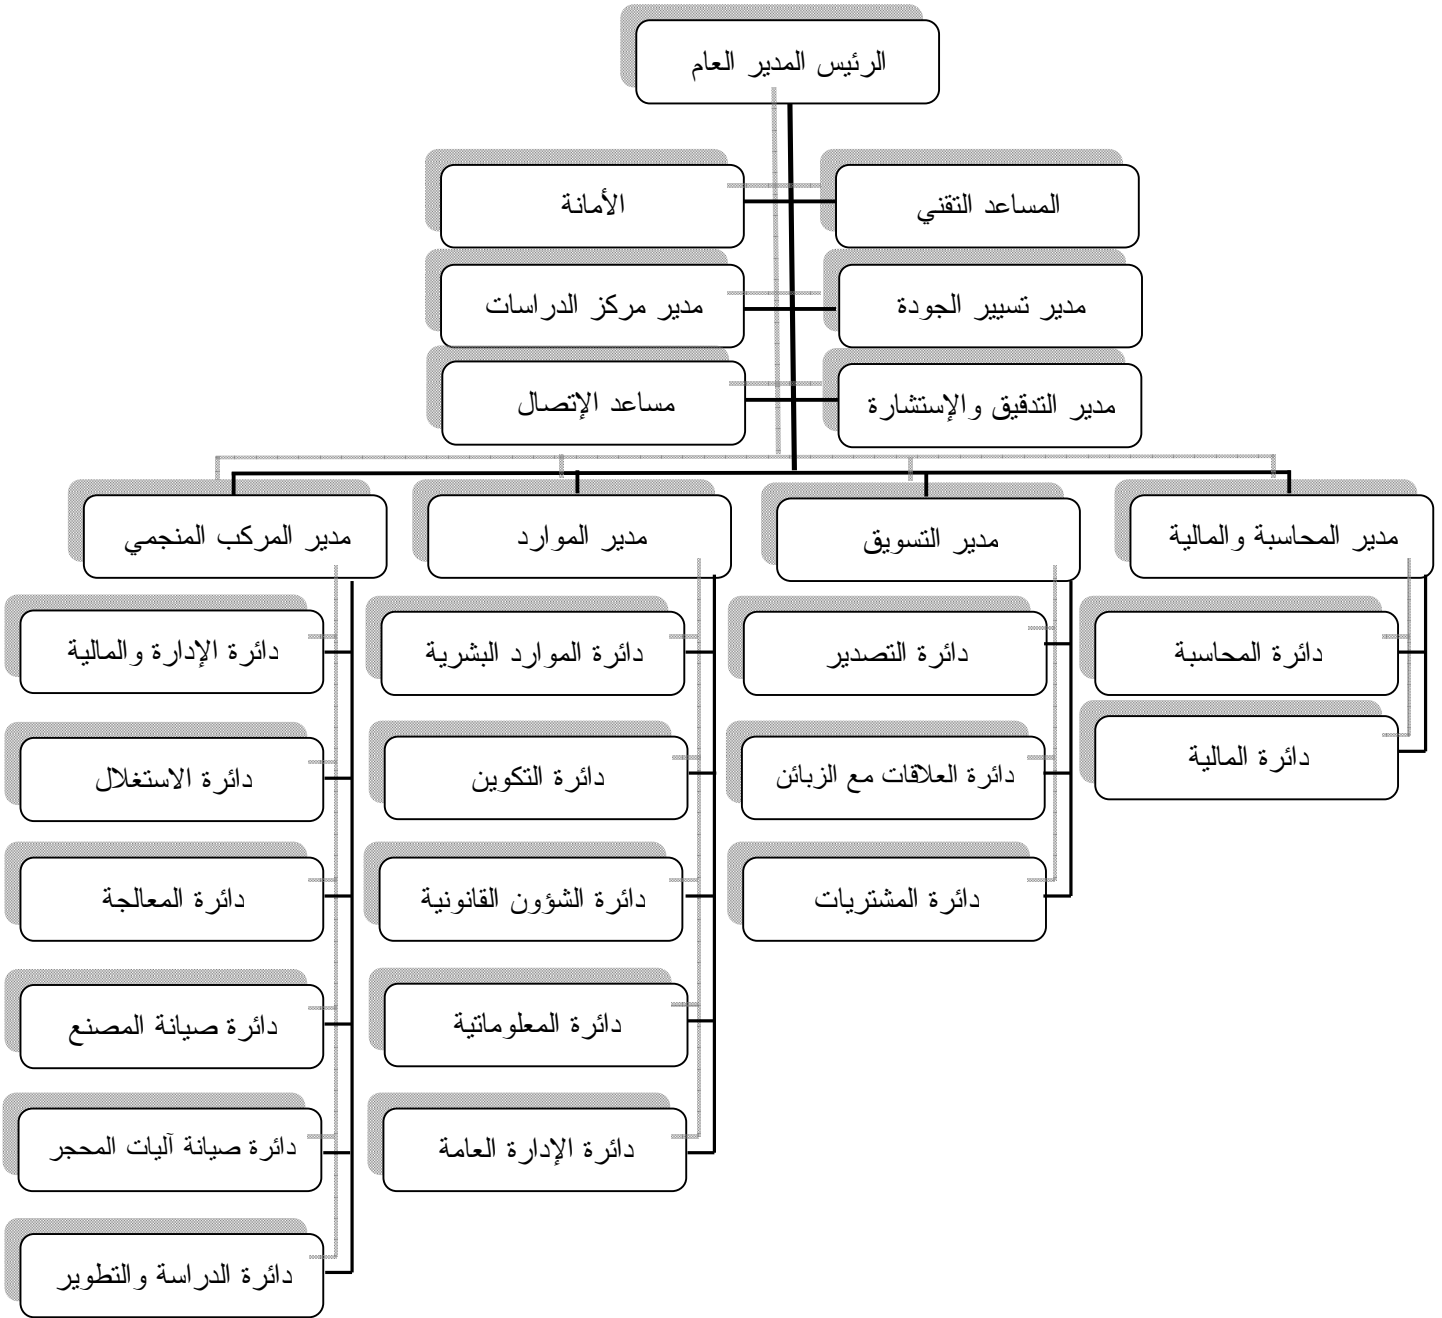 الرئيس المدير العام
المساعد التقني
الأمانة
مدير تسيير الجودة
مدير مركز الدراسات
مدير التدقيق والإستشارة
مساعد الإتصال
مدير المحاسبة والمالية
مدير التسويق
مدير الموارد
مدير المركب المنجمي
دائرة المحاسبة
دائرة المالية
دائرة التصدير
دائرة العلاقات مع الزبائن
دائرة المشتريات
دائرة الموارد البشرية
دائرة التكوين
دائرة الشؤون القانونية
دائرة المعلوماتية
دائرة الإدارة العامة
دائرة الإدارة والمالية
دائرة الاستغلال
دائرة المعالجة
دائرة صيانة المصنع
دائرة صيانة آليات المحجر
دائرة الدراسة والتطوير